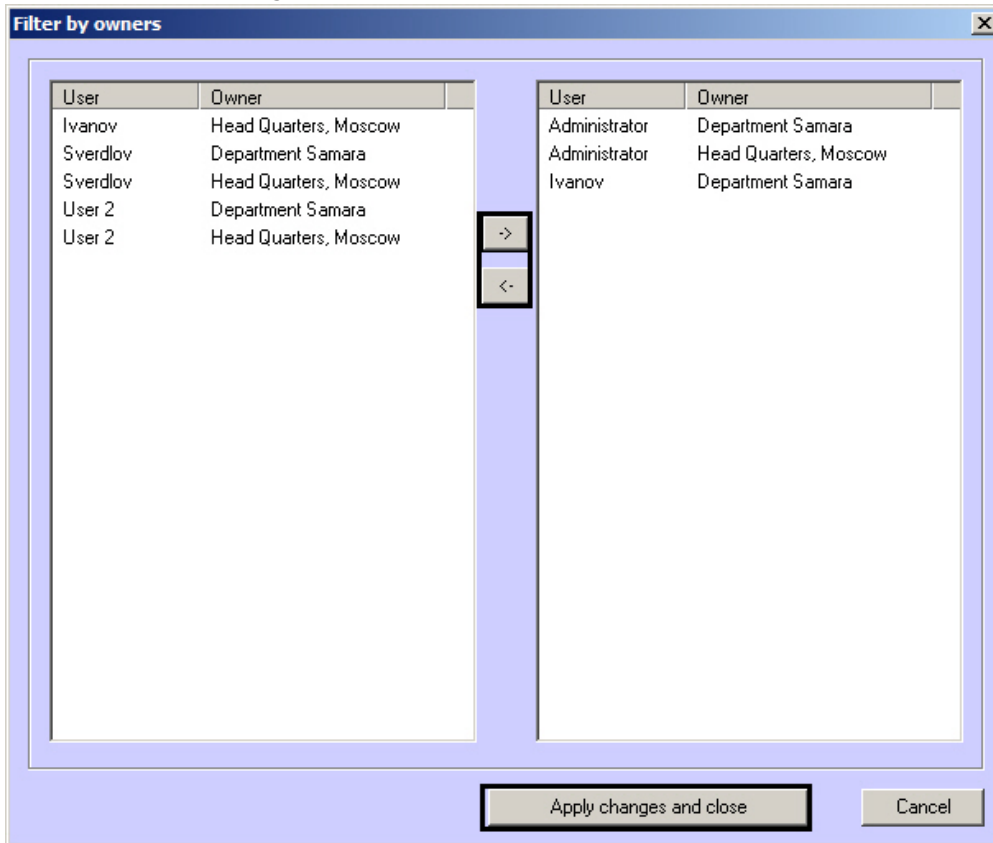 Filter by owners
User Owner
Ivanov Head Quarters, Moscow
Sverdlov Department Samara
Sverdlov Head Quarters, Moscow
User 2 Department Samara
User 2 Head Quarters, Moscow
->
<-
User Owner
Administrator Department Samara
Administrator Head Quarters, Moscow
Ivanov Department Samara
Apply changes and close Cancel